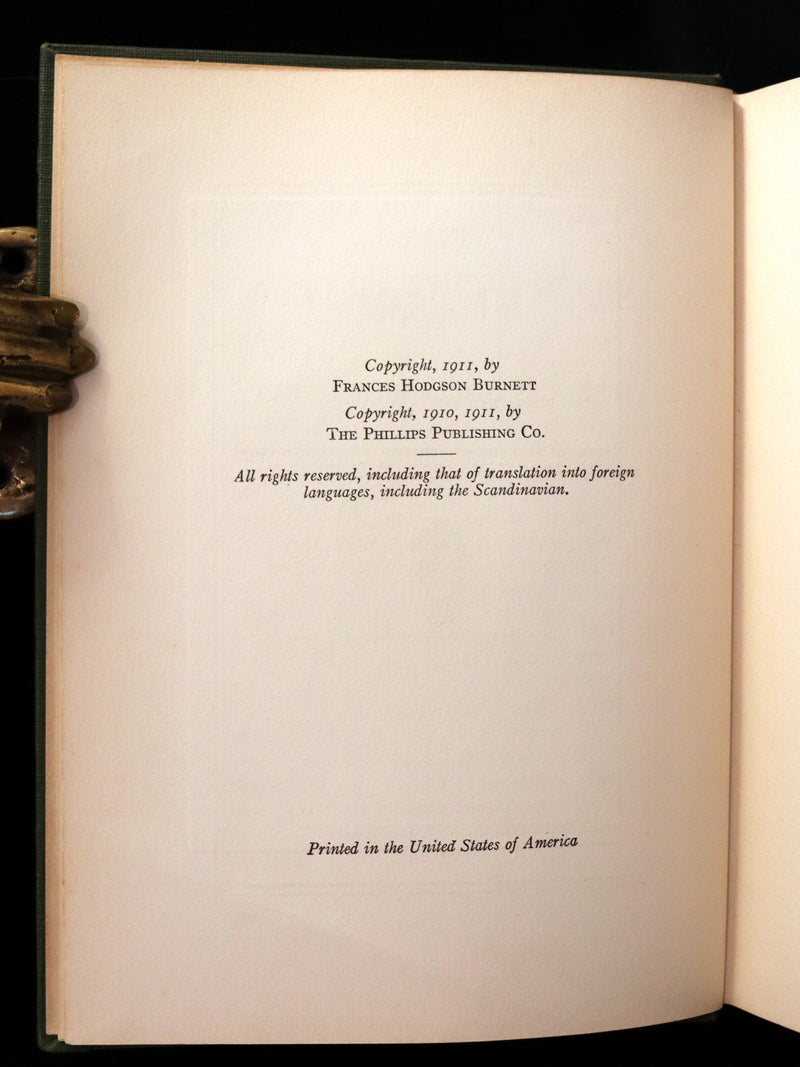 Copyright, 1911, by
FRANCES HODGSON BURNETT
Copyright, 1910, 1911, by
THE PHILLIPS PUBLISHING CO.
All rights reserved, including that of translation into foreign
languages, including the Scandinavian.
Printed in the United States of America